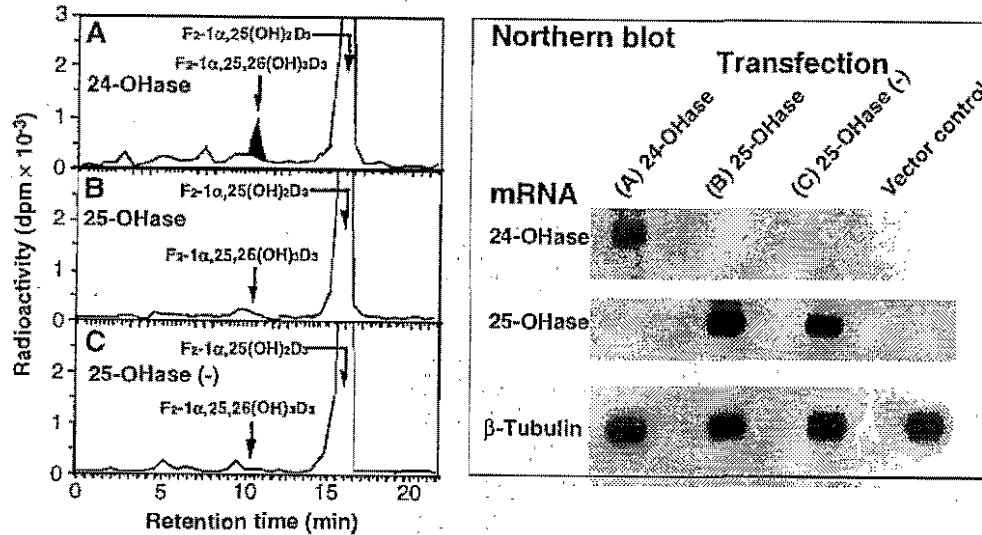 A
24-OHase
F₂-1α,25(OH)₂D₃
F₂-1α,25,26(OH)₃D₃
3
2
1
0
B
25-OHase
F₂-1α,25(OH)₂D₃
F₂-1α,25,26(OH)₃D₃
2
1
0
C
25-OHase (-)
F₂-1α,25(OH)₂D₃
F₂-1α,25,26(OH)₃D₃
2
1
0
0 5 10 15 20
Radioactivity (dpm × 10⁻³)
Retention time (min)
Northern blot
Transfection
(A) 24-OHase
(B) 25-OHase
(C) 25-OHase (-)
Vector control
mRNA
24-OHase
25-OHase
β-Tubulin